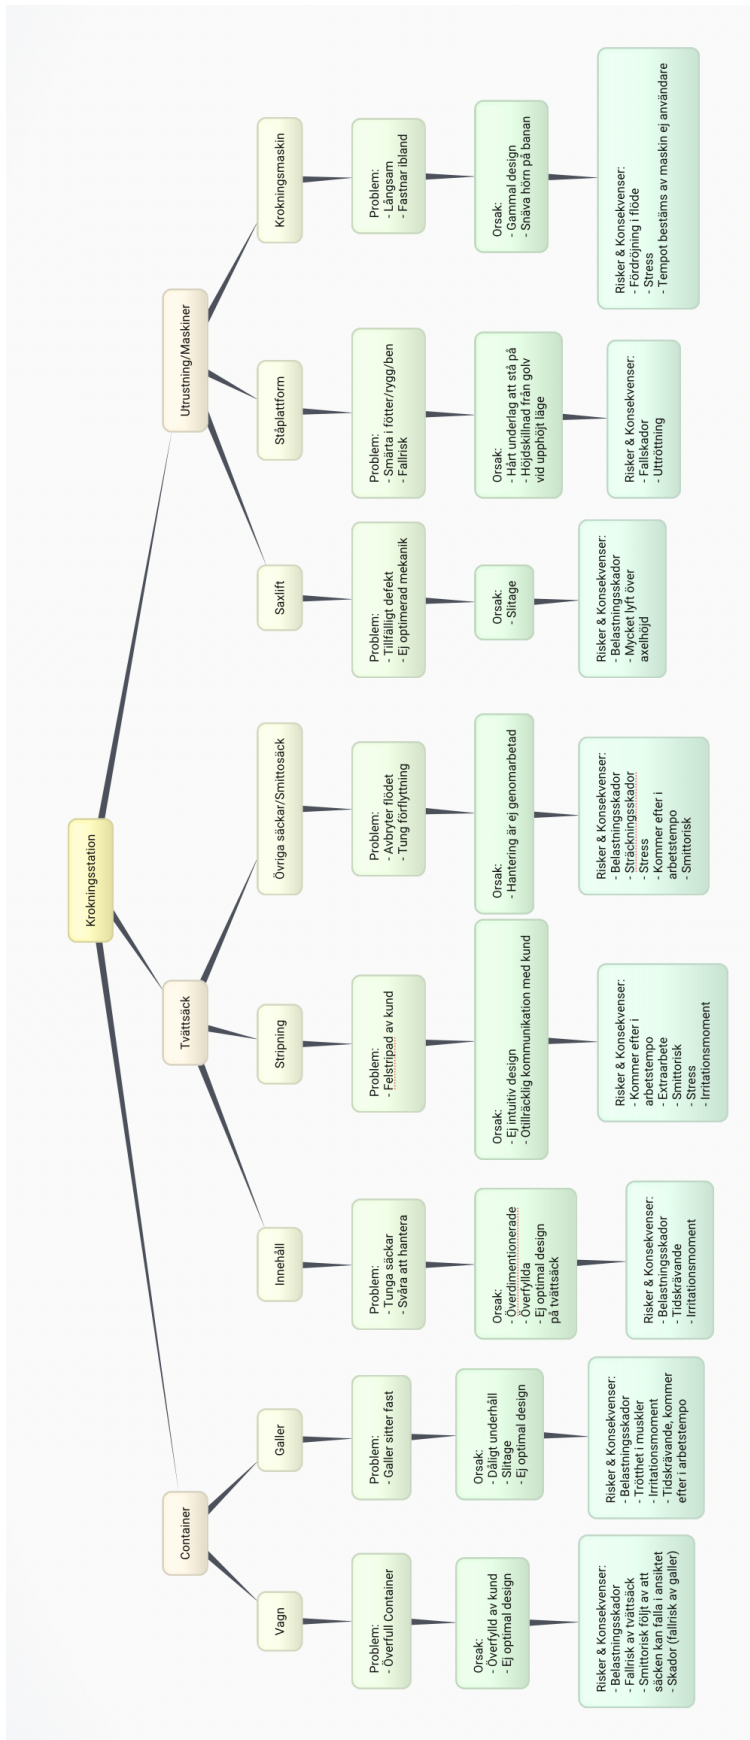 Krokningsstation
Container
Tvättsäck
Utrustning/Maskiner
Vagn
Galler
Innehåll
Stripning
Övriga säckar/Smittosäck
Saxlift
Ståplattform
Krokningsmaskin
Problem:
- Överfull Container
Problem:
- Galler sitter fast
Problem:
- Tunga säckar
- Svåra att hantera
Problem:
- Felstripad av kund
Problem:
- Avbryter flödet
- Tung förflyttning
Problem:
- Tillfälligt defekt
- Ej optimerad mekanik
Problem:
- Smärta i fötter/rygg/ben
- Fallrisk
Problem:
- Långsam
- Fastnar ibland
Orsak:
- Överfylld av kund
- Ej optimal design
Orsak:
- Dåligt underhåll
- Slitage
- Ej optimal design
Orsak:
- Överdimentionerade
- Överfyllda
- Ej optimal design
på tvättsäck
Orsak:
- Ej intuitiv design
- Otillräcklig kommunikation med kund
Orsak:
- Hantering är ej genomarbetad
Orsak:
- Slitage
Orsak:
- Hårt underlag att stå på
- Höjdskillnad från golv
vid upphöjt läge
Orsak:
- Gammal design
- Snäva hörn på banan
Risker & Konsekvenser:
- Belastningsskador
- Fallrisk av tvättsäck
- Smittorisk följt av att
säcken kan falla i ansiktet
- Skador (fallrisk av galler)
Risker & Konsekvenser:
- Belastningsskador
- Trötthet i muskler
- Irritationsmoment
- Tidskrävande, kommer
efter i arbetstempo
Risker & Konsekvenser:
- Belastningsskador
- Tidskrävande
- Irritationsmoment
Risker & Konsekvenser:
- Kommer efter i
arbetstempo
- Extraarbete
- Smittorisk
- Stress
- Irritationsmoment
Risker & Konsekvenser:
- Belastningsskador
- Sträckningsskador
- Stress
- Kommer efter i
arbetstempo
- Smittorisk
Risker & Konsekvenser:
- Belastningsskador
- Mycket lyft över
axelhöjd
Risker & Konsekvenser:
- Fallskador
- Uttröttning
Risker & Konsekvenser:
- Fördröjning i flöde
- Stress
- Tempot bestäms av maskin ej användare